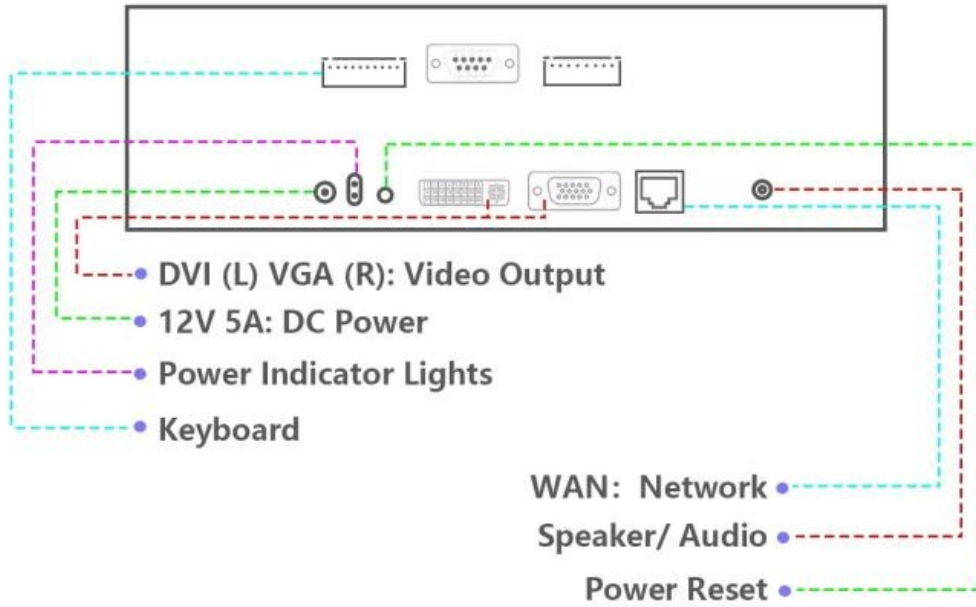 DVI (L) VGA (R): Video Output
12V 5A: DC Power
Power Indicator Lights
Keyboard
WAN: Network
Speaker/ Audio
Power Reset